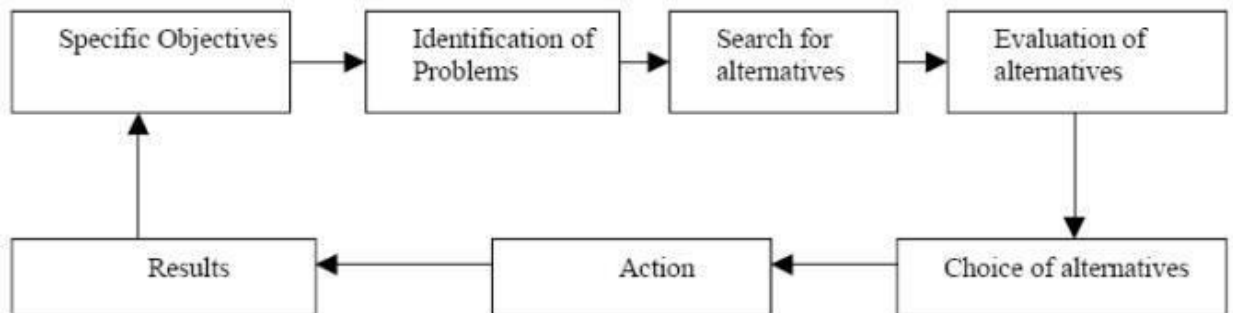 Specific Objectives
Identification of
Problems
Search for
alternatives
Evaluation of
alternatives
Results
Action
Choice of alternatives